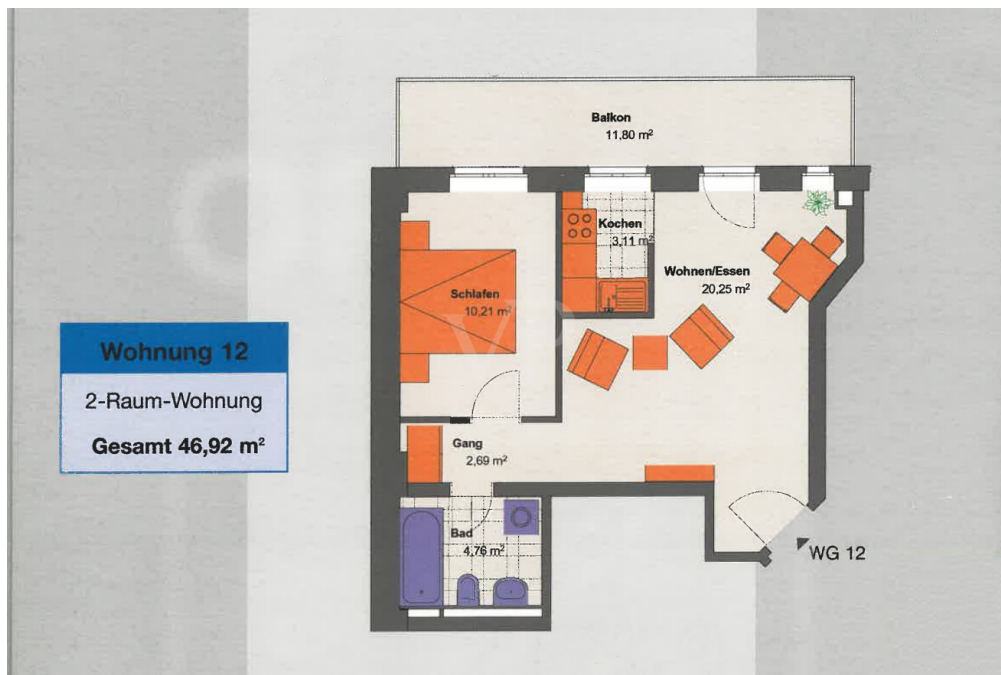 Balkon
11,80 m²
Kochen
3,11 m²
Wohnen/Essen
20,25 m²
Schlafen
10,21 m²
Wohnung 12
2-Raum-Wohnung
Gesamt 46,92 m²
Gang
2,69 m²
Bad
4,76 m²
WG 12